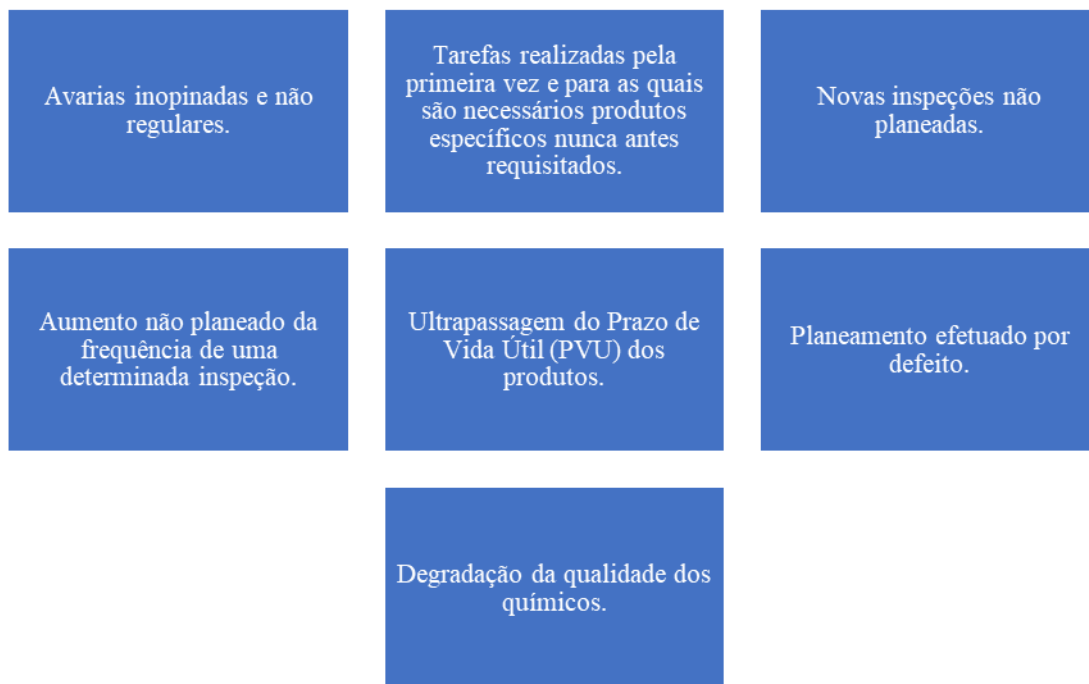 Avarias inopinadas e não
regulares.
Tarefas realizadas pela
primeira vez e para as quais
são necessários produtos
específicos nunca antes
requisitados.
Novas inspeções não
planeadas.
Aumento não planeado da
frequência de uma
determinada inspeção.
Ultrapassagem do Prazo de
Vida Útil (PVU) dos
produtos.
Planeamento efetuado por
defeito.
Degradação da qualidade dos
químicos.